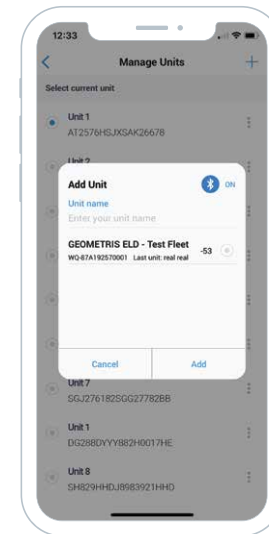 12:33
Manage Units
Select current unit
Unit 1
AT2576HSJXSAK26678
Unit 2
Add Unit
ON
Unit name
Enter your unit name
GEOMETRIS ELD - Test Fleet
-53
WQ-87A192570001 Last unit: real real
Cancel
Add
Unit 7
SGJ276182SGG27782BB
Unit 1
DG288DYYY882H0017HE
Unit 8
SH829HHDJ8983921HHD